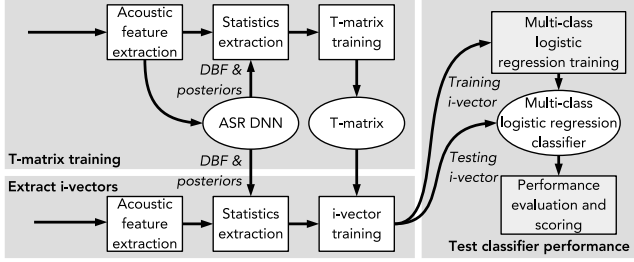 Acoustic
feature
extraction
Statistics
extraction
T-matrix
training
DBF &
posteriors
ASR DNN
T-matrix
T-matrix training
DBF &
posteriors
Extract i-vectors
Acoustic
feature
extraction
Statistics
extraction
i-vector
training
Multi-class
logistic
regression training
Training
i-vector
Multi-class
logistic regression
classifier
Testing
i-vector
Performance
evaluation and
scoring
Test classifier performance